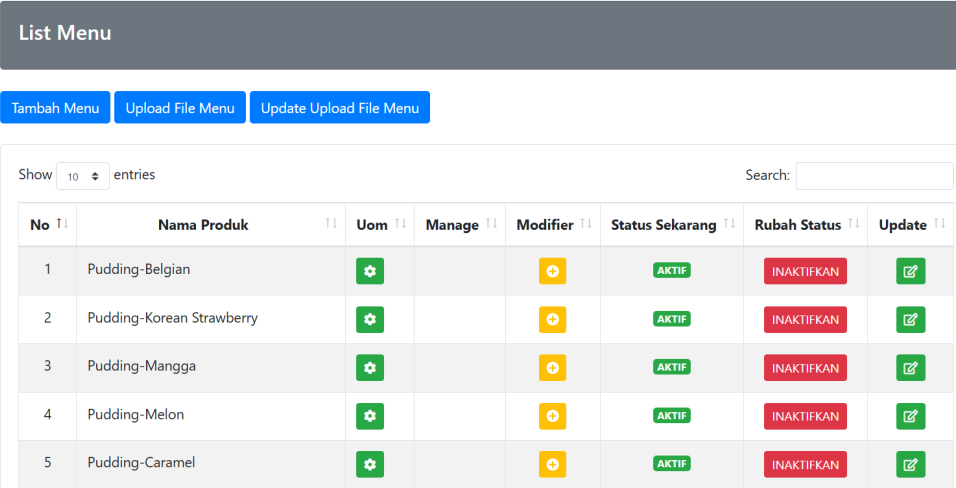 List Menu
Tambah Menu Upload File Menu Update Upload File Menu
Show 10 entries Search:
No Nama Produk Uom Manage Modifier Status Sekarang Rubah Status Update
1 Pudding-Belgian AKTIF INAKTIFKAN
2 Pudding-Korean Strawberry AKTIF INAKTIFKAN
3 Pudding-Mangga AKTIF INAKTIFKAN
4 Pudding-Melon AKTIF INAKTIFKAN
5 Pudding-Caramel AKTIF INAKTIFKAN